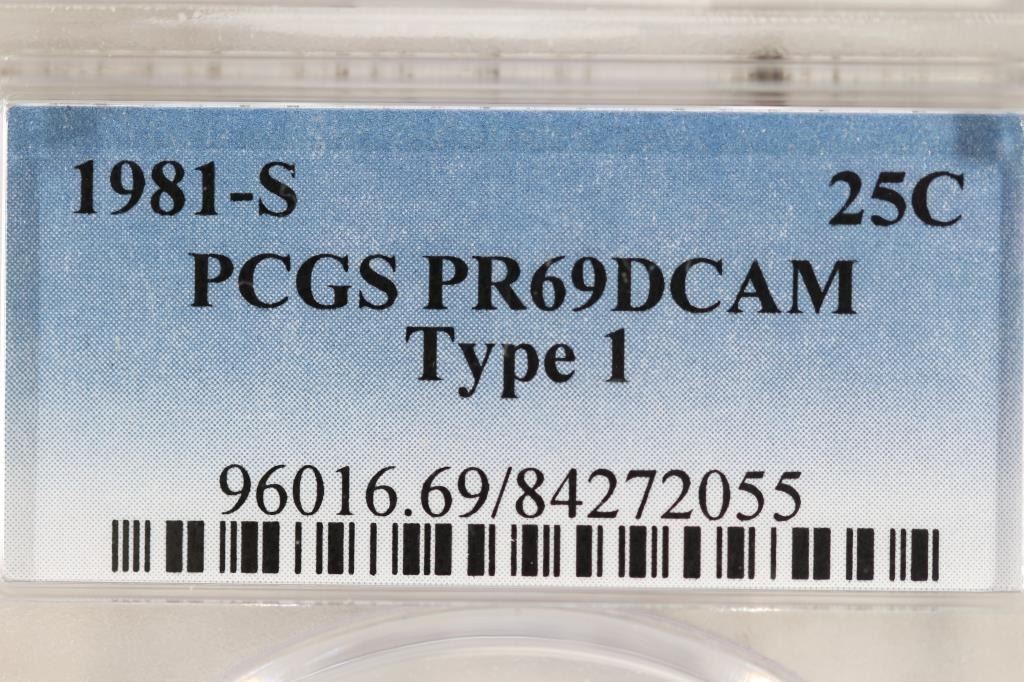 1981-S 25C
PCGS PR69DCAM
Type 1
96016.69/84272055